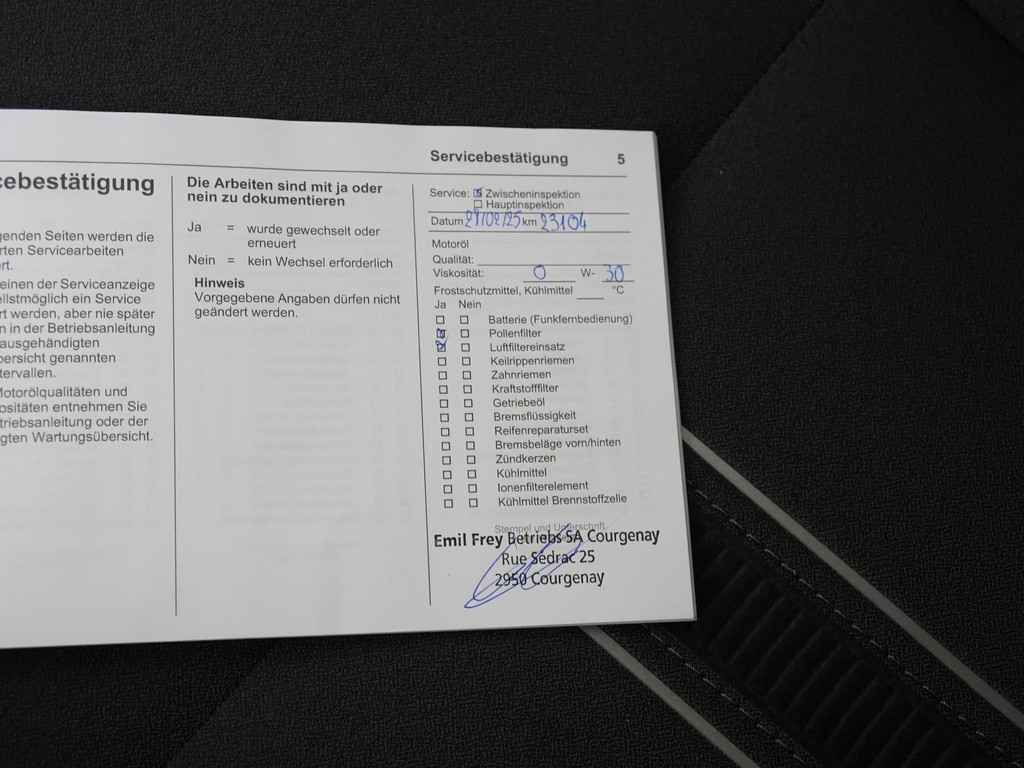 Servicebestätigung 5
cebestätigung
genden Seiten werden die
rten Servicearbeiten
rt.
einen der Serviceanzeige
llstmöglich ein Service
rt werden, aber nie später
n in der Betriebsanleitung
ausgehändigten
bersicht genannten
tervallen.
Motorölqualitäten und
ositäten entnehmen Sie
triebsanleitung oder der
gten Wartungsübersicht.
Die Arbeiten sind mit ja oder
nein zu dokumentieren
Ja = wurde gewechselt oder
erneuert
Nein = kein Wechsel erforderlich
Hinweis
Vorgegebene Angaben dürfen nicht
geändert werden.
Service: Zwischeninspektion
Hauptinspektion
Datum 27/02/25 km 23104
Motoröl
Qualität:
Viskosität: 0 W- 30
Frostschutzmittel, Kühlmittel °C
Ja Nein
Batterie (Funkfernbedienung)
Pollenfilter
Luftfiltereinsatz
Keilrippenriemen
Zahnriemen
Kraftstofffilter
Getriebeöl
Bremsflüssigkeit
Reifenreparaturset
Bremsbeläge vorn/hinten
Zündkerzen
Kühlmittel
Ionenfilterelement
Kühlmittel Brennstoffzelle
Stempel und Unterschrift
Emil Frey Betriebs SA Courgenay
Rue Sédrac 25
2950 Courgenay